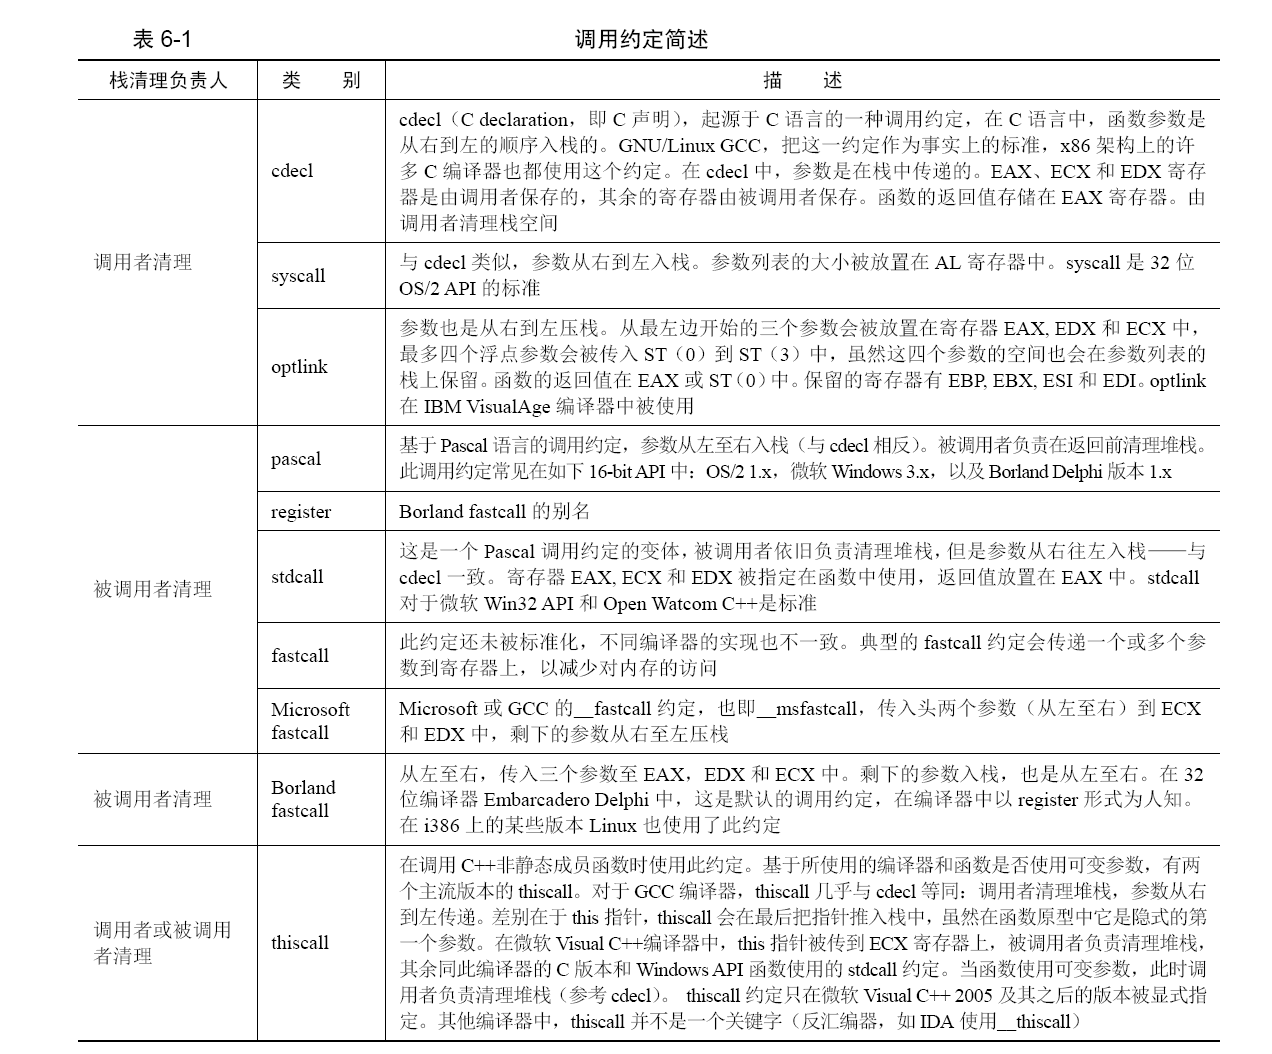 表 6-1
调用约定简述
栈清理负责人
类 别
描 述
调用者清理
cdecl
cdecl（C declaration，即 C 声明），起源于 C 语言的一种调用约定，在 C 语言中，函数参数是
从右到左的顺序入栈的。GNU/Linux GCC，把这一约定作为事实上的标准，x86 架构上的许
多 C 编译器也都使用这个约定。在 cdecl 中，参数是在栈中传递的。EAX、ECX 和 EDX 寄存
器是由调用者保存的，其余的寄存器由被调用者保存。函数的返回值存储在 EAX 寄存器。由
调用者清理栈空间
syscall
与 cdecl 类似，参数从右到左入栈。参数列表的大小被放置在 AL 寄存器中。syscall 是 32 位
OS/2 API 的标准
optlink
参数也是从右到左压栈。从最左边开始的三个参数会被放置在寄存器 EAX, EDX 和 ECX 中，
最多四个浮点参数会被传入 ST（0）到 ST（3）中，虽然这四个参数的空间也会在参数列表的
栈上保留。函数的返回值在 EAX 或 ST（0）中。保留的寄存器有 EBP, EBX, ESI 和 EDI。optlink
在 IBM VisualAge 编译器中被使用
被调用者清理
pascal
基于 Pascal 语言的调用约定，参数从左至右入栈（与 cdecl 相反）。被调用者负责在返回前清理堆栈。
此调用约定常见在如下 16-bit API 中：OS/2 1.x，微软 Windows 3.x，以及 Borland Delphi 版本 1.x
register
Borland fastcall 的别名
stdcall
这是一个 Pascal 调用约定的变体，被调用者依旧负责清理堆栈，但是参数从右往左入栈——与
cdecl 一致。寄存器 EAX, ECX 和 EDX 被指定在函数中使用，返回值放置在 EAX 中。stdcall
对于微软 Win32 API 和 Open Watcom C++是标准
fastcall
此约定还未被标准化，不同编译器的实现也不一致。典型的 fastcall 约定会传递一个或多个参
数到寄存器上，以减少对内存的访问
Microsoft
fastcall
Microsoft 或 GCC 的__fastcall 约定，也即__msfastcall，传入头两个参数（从左至右）到 ECX
和 EDX 中，剩下的参数从右至左压栈
被调用者清理
Borland
fastcall
从左至右，传入三个参数至 EAX，EDX 和 ECX 中。剩下的参数入栈，也是从左至右。在 32
位编译器 Embarcadero Delphi 中，这是默认的调用约定，在编译器中以 register 形式为人知。
在 i386 上的某些版本 Linux 也使用了此约定
调用者或被调用
者清理
thiscall
在调用 C++非静态成员函数时使用此约定。基于所使用的编译器和函数是否使用可变参数，有两
个主流版本的 thiscall。对于 GCC 编译器，thiscall 几乎与 cdecl 等同：调用者清理堆栈，参数从右
到左传递。差别在于 this 指针，thiscall 会在最后把指针推入栈中，虽然在函数原型中它是隐式的第
一个参数。在微软 Visual C++编译器中，this 指针被传到 ECX 寄存器上，被调用者负责清理堆栈，
其余同此编译器的 C 版本和 Windows API 函数使用的 stdcall 约定。当函数使用可变参数，此时调
用者负责清理堆栈（参考 cdecl）。 thiscall 约定只在微软 Visual C++ 2005 及其之后的版本被显式指
定。其他编译器中，thiscall 并不是一个关键字（反汇编器，如 IDA 使用__thiscall）